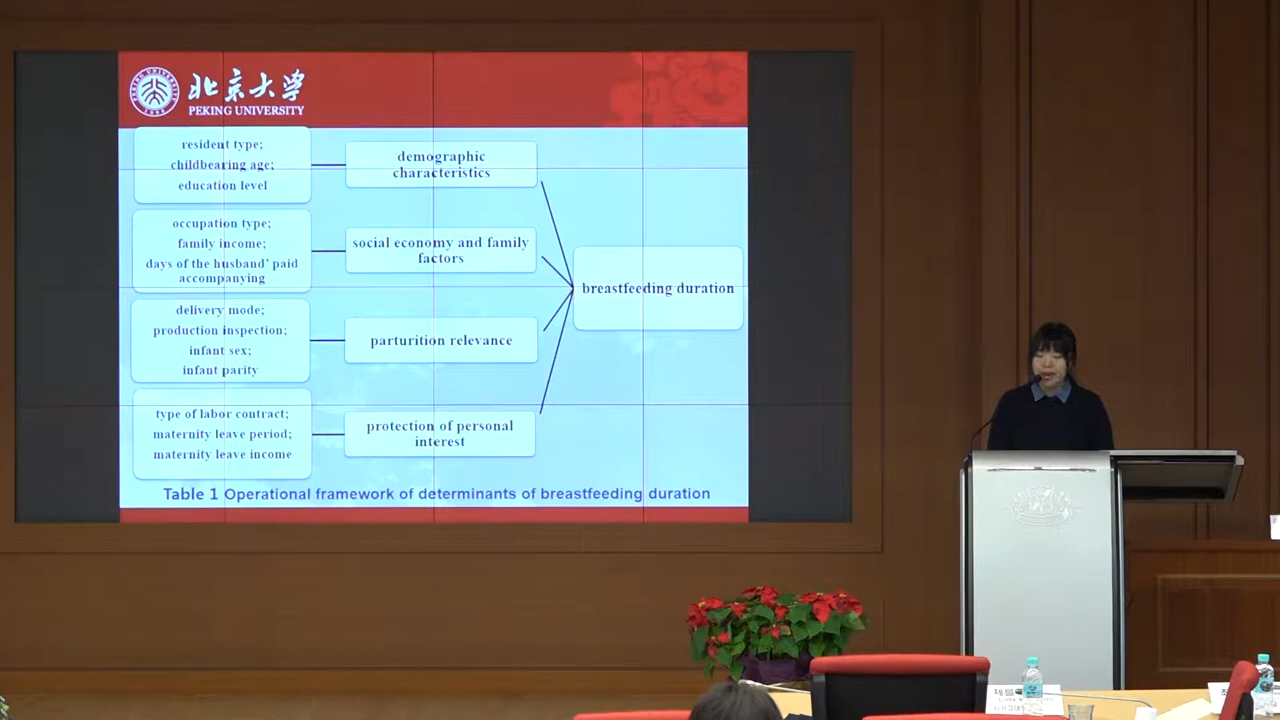 北京大学
PEKING UNIVERSITY
resident type;
childbearing age;
education level
demographic
characteristics
occupation type;
family income;
days of the husband' paid
accompanying
social economy and family
factors
breastfeeding duration
delivery mode;
production inspection;
infant sex;
infant parity
parturition relevance
type of labor contract;
maternity leave period;
maternity leave income
protection of personal
interest
Table 1 Operational framework of determinants of breastfeeding duration